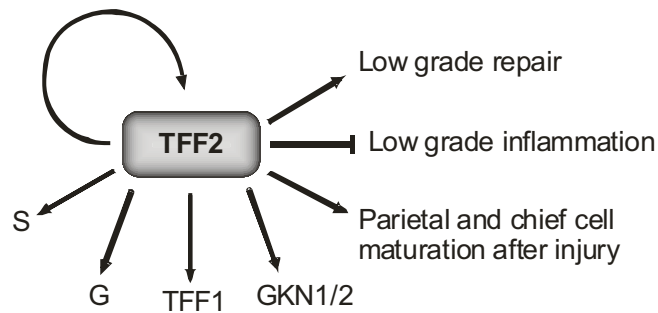 Low grade repair
TFF2
Low grade inflammation
S
Parietal and chief cell
maturation after injury
G
TFF1
GKN1/2